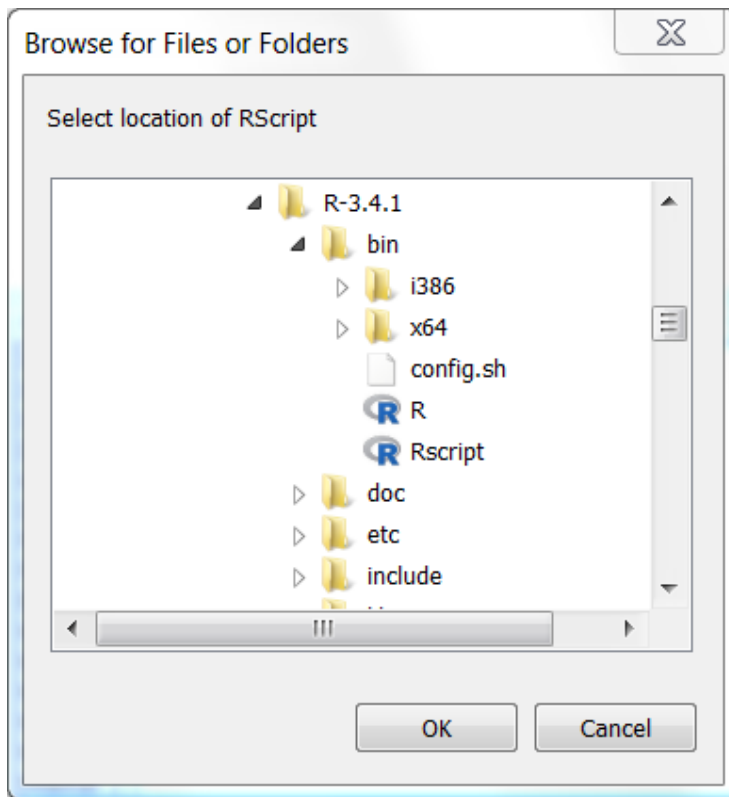 Browse for Files or Folders
Select location of RScript
R-3.4.1
bin
i386
x64
config.sh
R
Rscript
doc
etc
include
OK
Cancel